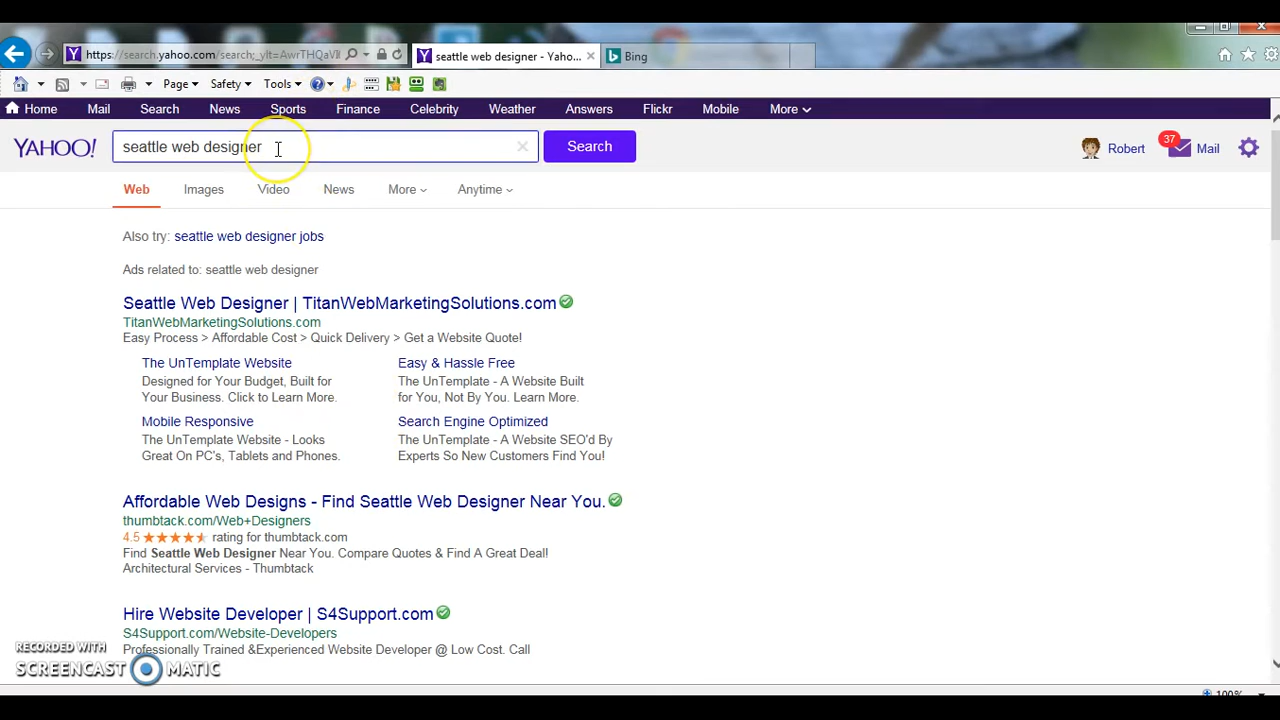 https://search.yahoo.com/search;_ylt=AwrTHQaV
seattle web designer - Yaho...
Bing
Page
Safety
Tools
Home Mail Search News Sports Finance Celebrity Weather Answers Flickr Mobile More
YAHOO!
seattle web designer
Search
Robert
37
Mail
Web Images Video News More Anytime
Also try: seattle web designer jobs
Ads related to: seattle web designer
Seattle Web Designer | TitanWebMarketingSolutions.com
TitanWebMarketingSolutions.com
Easy Process > Affordable Cost > Quick Delivery > Get a Website Quote!
The UnTemplate Website
Designed for Your Budget, Built for
Your Business. Click to Learn More.
Easy & Hassle Free
The UnTemplate - A Website Built
for You, Not By You. Learn More.
Mobile Responsive
The UnTemplate Website - Looks
Great On PC's, Tablets and Phones.
Search Engine Optimized
The UnTemplate - A Website SEO'd By
Experts So New Customers Find You!
Affordable Web Designs - Find Seattle Web Designer Near You.
thumbtack.com/Web+Designers
4.5 rating for thumbtack.com
Find Seattle Web Designer Near You. Compare Quotes & Find A Great Deal!
Architectural Services - Thumbtack
Hire Website Developer | S4Support.com
S4Support.com/Website-Developers
Professionally Trained &Experienced Website Developer @ Low Cost. Call
RECORDED WITH
SCREENCAST MATIC
100%